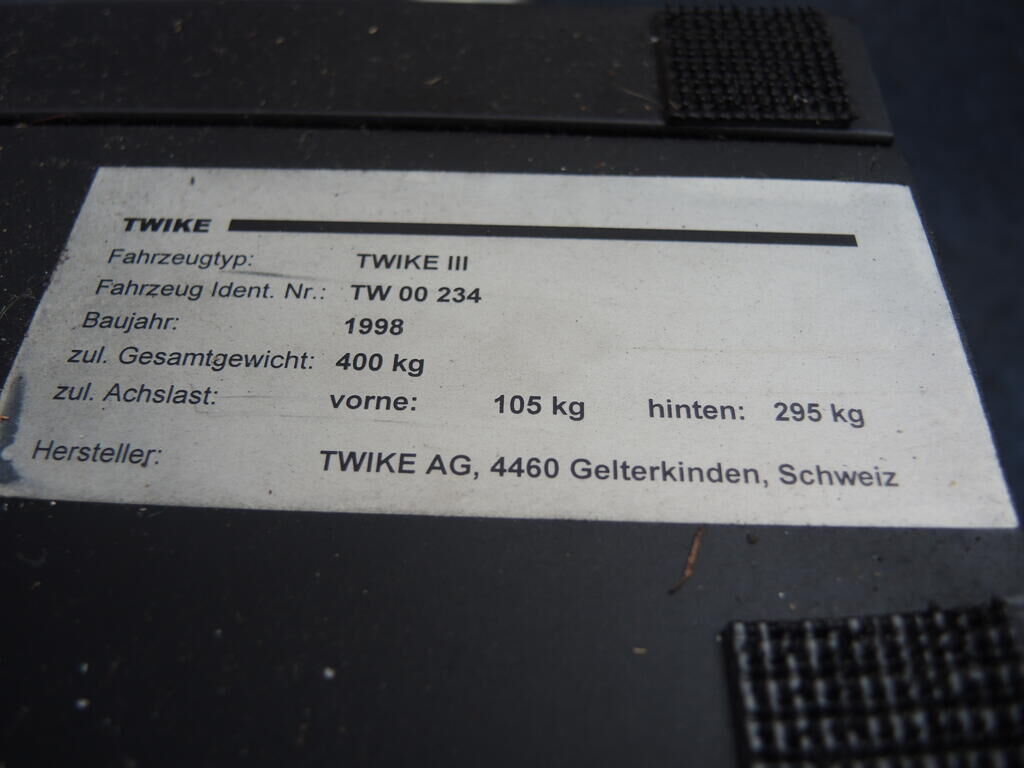 TWIKE
Fahrzeugtyp: TWIKE III
Fahrzeug Ident. Nr.: TW 00 234
Baujahr: 1998
zul. Gesamtgewicht: 400 kg
zul. Achslast: vorne: 105 kg hinten: 295 kg
Hersteller: TWIKE AG, 4460 Gelterkinden, Schweiz